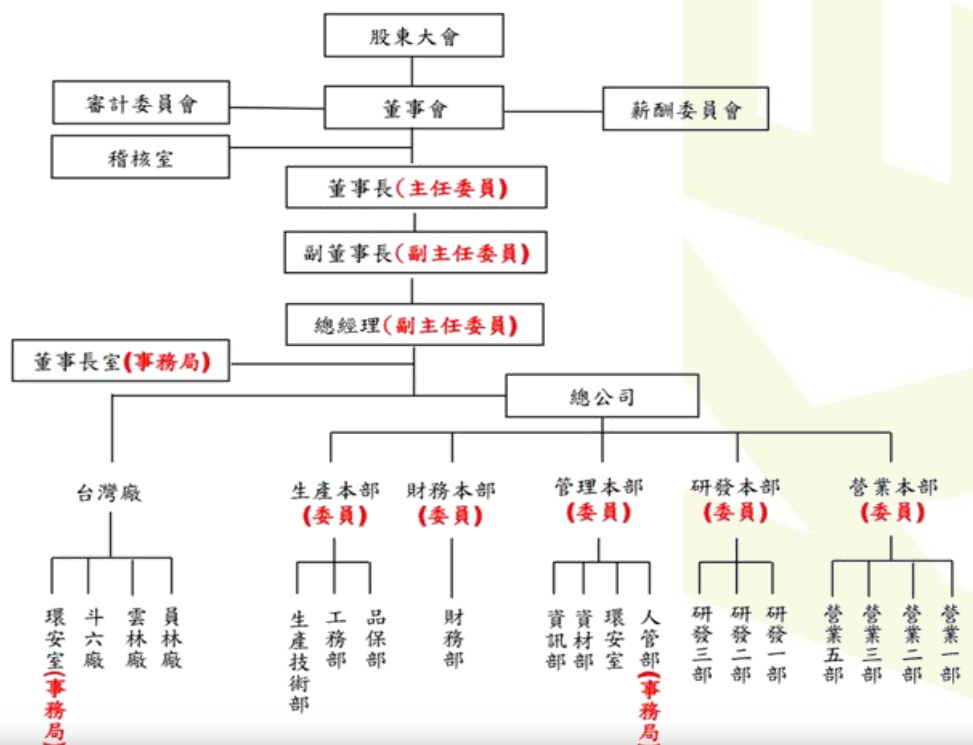 股東大會
審計委員會
董事會
薪酬委員會
稽核室
董事長(主任委員)
副董事長(副主任委員)
總經理(副主任委員)
董事長室(事務局)
總公司
台灣廠
生產本部
(委員)
財務本部
(委員)
管理本部
(委員)
研發本部
(委員)
營業本部
(委員)
環安室(事務局)
斗六廠
雲林廠
員林廠
生產技術部
工務部
品保部
財務部
資訊部
資材部
環安室
人管部(事務局)
研發三部
研發二部
研發一部
營業五部
營業三部
營業二部
營業一部